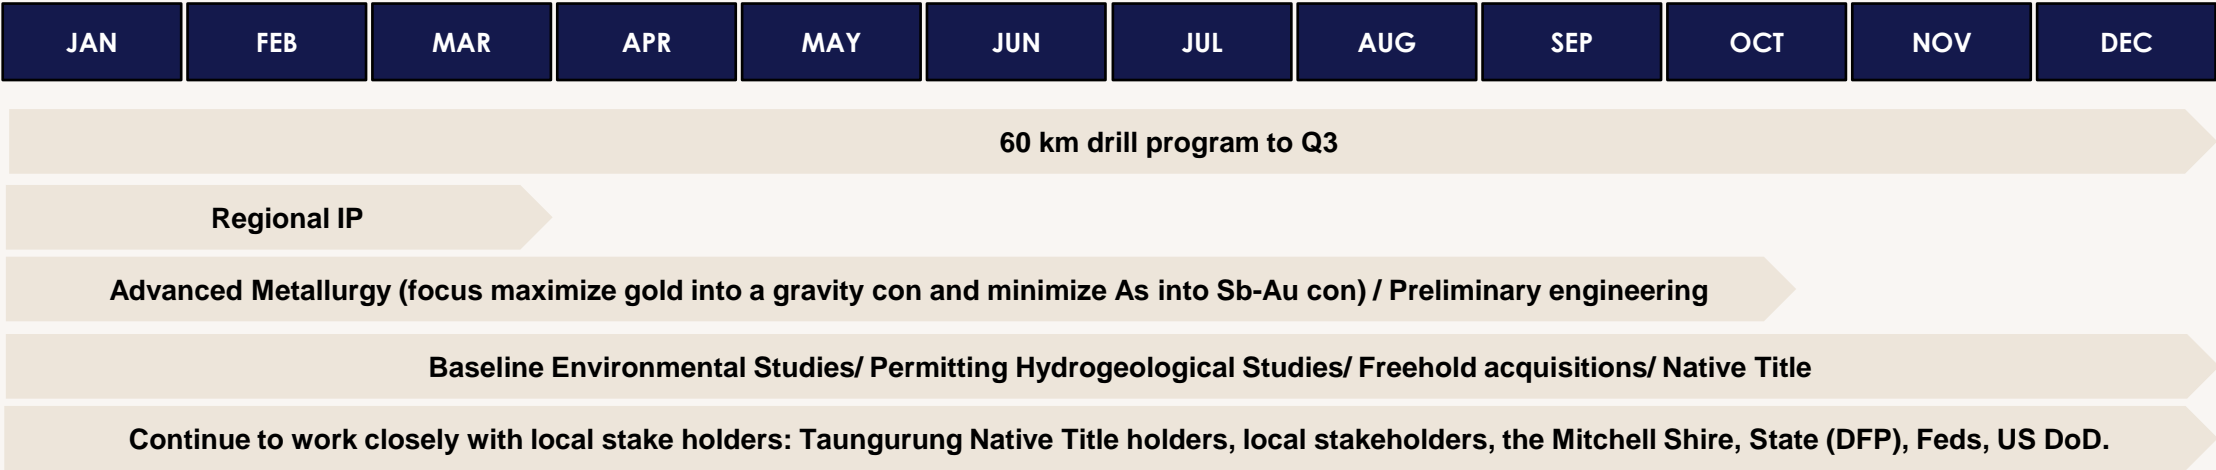 JAN FEB MAR APR MAY JUN JUL AUG SEP OCT NOV DEC
60 km drill program to Q3
Regional IP
Advanced Metallurgy (focus maximize gold into a gravity con and minimize As into Sb-Au con) / Preliminary engineering
Baseline Environmental Studies/ Permitting Hydrogeological Studies/ Freehold acquisitions/ Native Title
Continue to work closely with local stake holders: Taungurung Native Title holders, local stakeholders, the Mitchell Shire, State (DFP), Feds, US DoD.